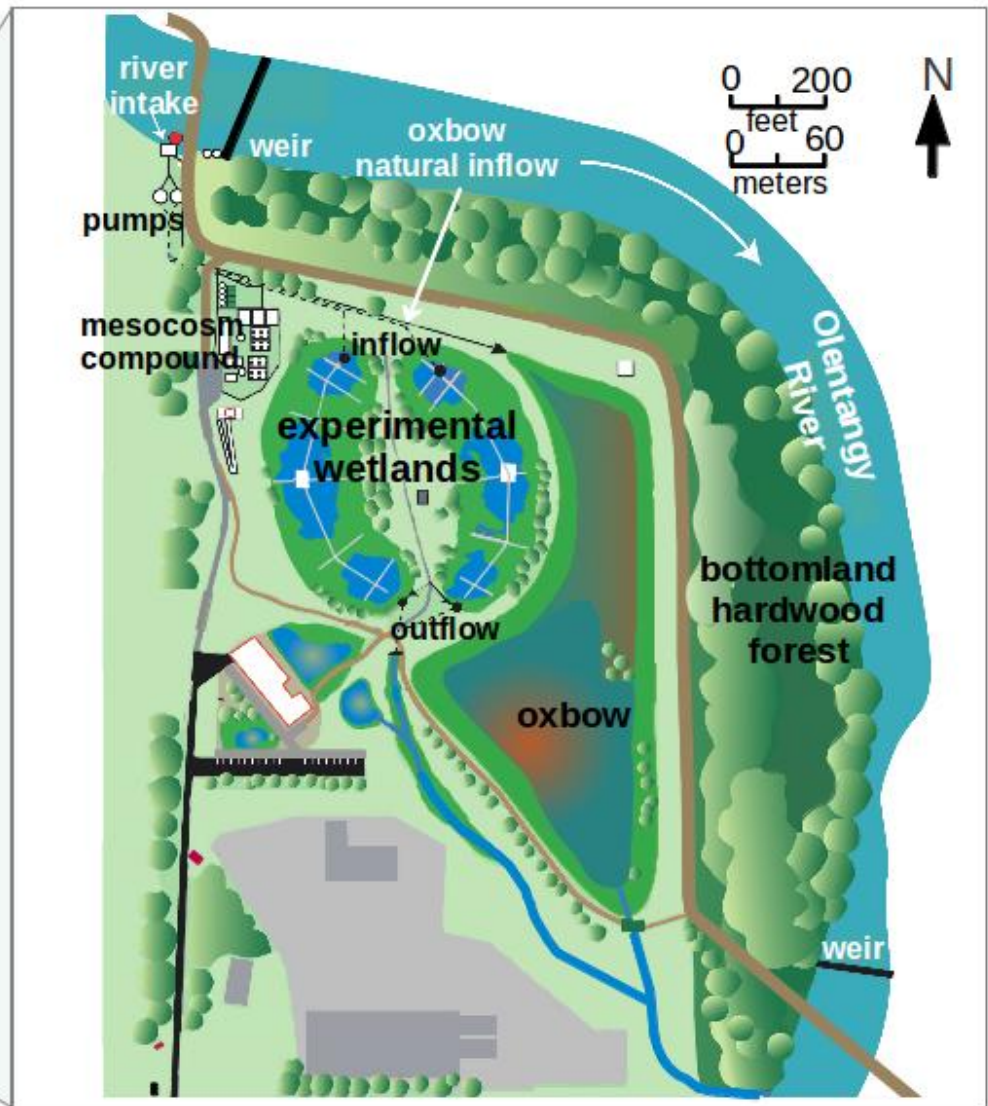 river
intake
weir
oxbow
natural inflow
0 200
feet
0 60
meters
N
pumps
mesocosm
compound
inflow
experimental
wetlands
Olentangy
River
bottomland
hardwood
forest
outflow
oxbow
weir